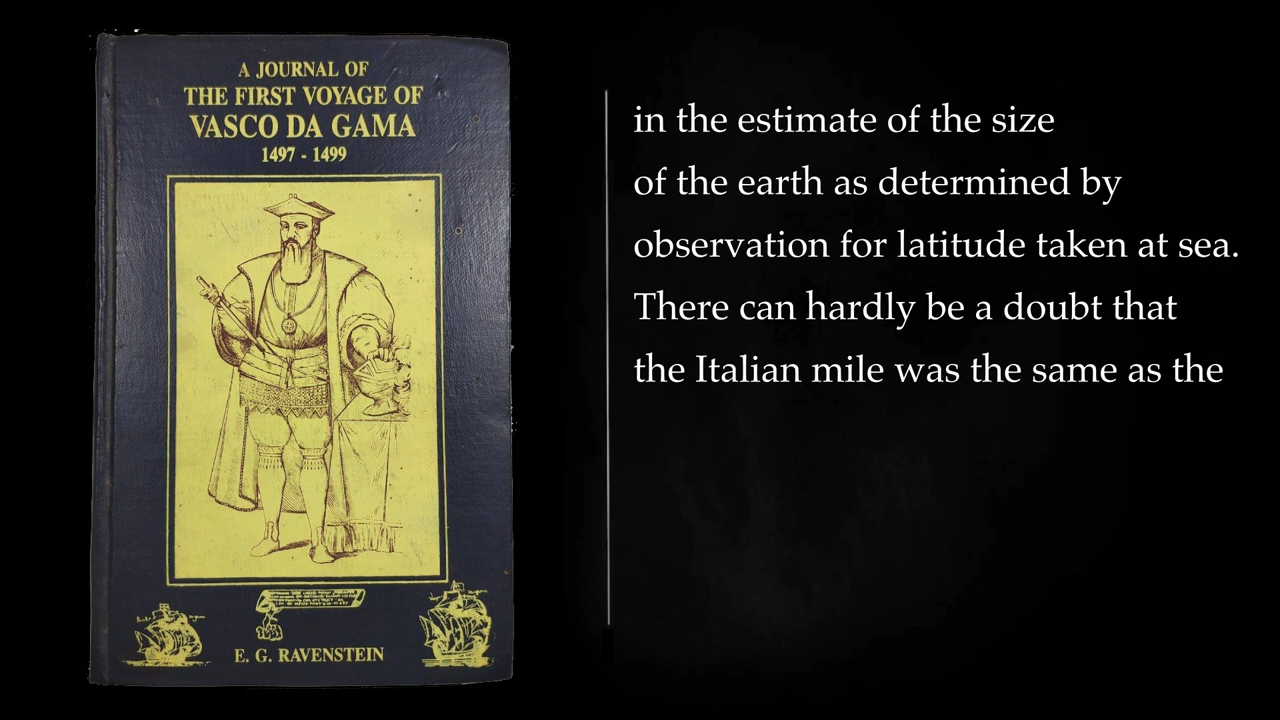 A JOURNAL OF
THE FIRST VOYAGE OF
VASCO DA GAMA
1497 - 1499
E. G. RAVENSTEIN
in the estimate of the size
of the earth as determined by
observation for latitude taken at sea.
There can hardly be a doubt that
the Italian mile was the same as the